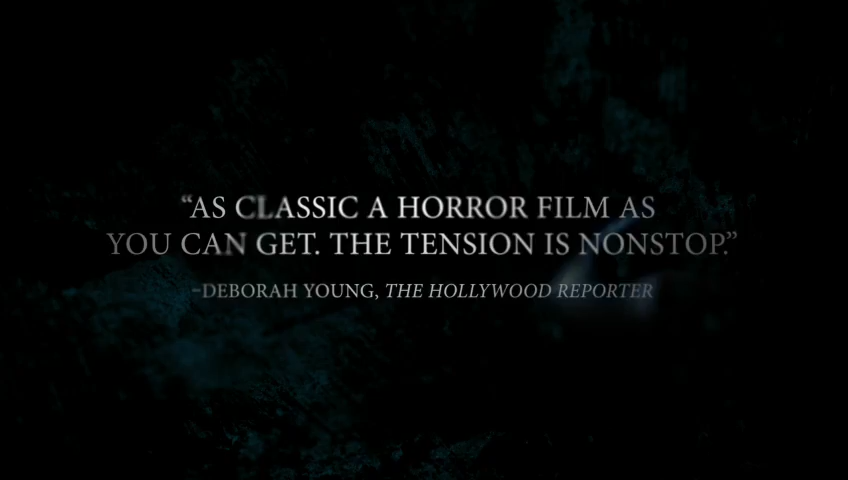 “AS CLASSIC A HORROR FILM AS
YOU CAN GET. THE TENSION IS NONSTOP.”
–DEBORAH YOUNG, THE HOLLYWOOD REPORTER